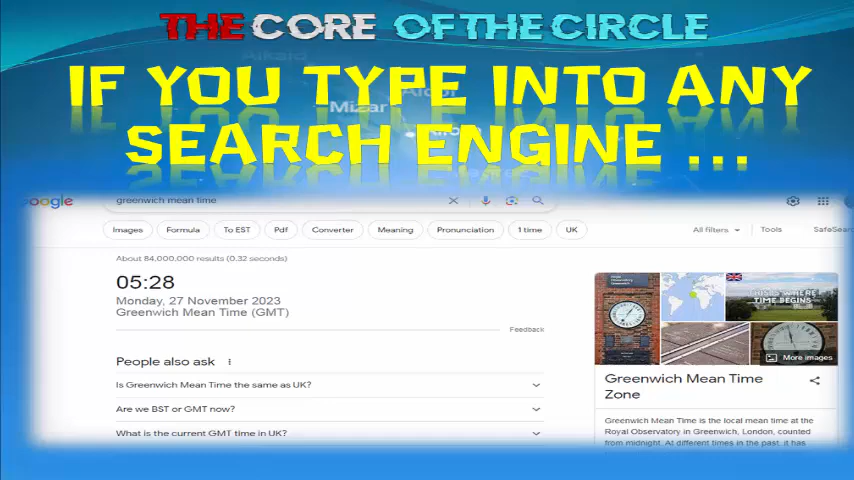 THE CORE OF THE CIRCLE
IF YOU TYPE INTO ANY
Mizar
SEARCH ENGINE ...
Google
greenwich mean time
Images Formula To EST Pdf Converter Meaning Pronunciation 1 time UK All filters Tools SafeSear
About 84,000,000 results (0.32 seconds)
05:28
Monday, 27 November 2023
Greenwich Mean Time (GMT)
Feedback
People also ask
Is Greenwich Mean Time the same as UK?
Are we BST or GMT now?
What is the current GMT time in UK?
THIS IS WHERE
TIME BEGINS
More images
Greenwich Mean Time
Zone
Greenwich Mean Time is the local mean time at the
Royal Observatory in Greenwich, London, counted
from midnight. At different times in the past, it has